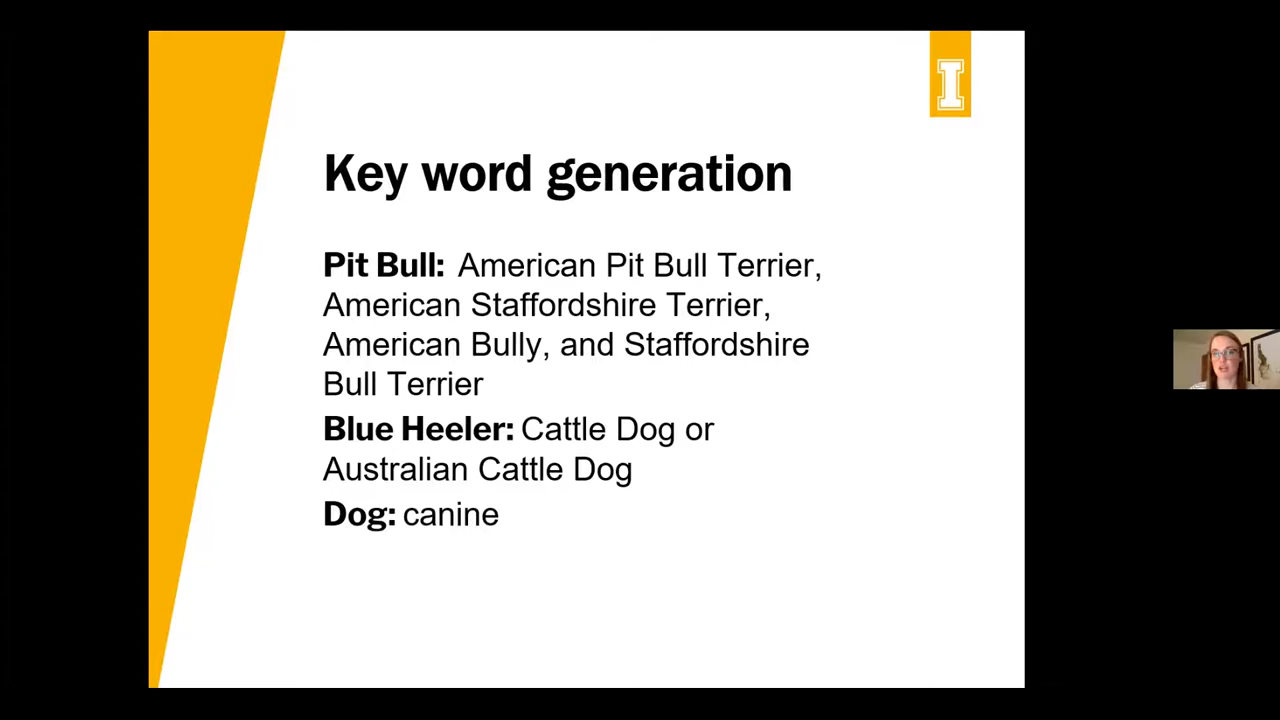 I
Key word generation
Pit Bull: American Pit Bull Terrier,
American Staffordshire Terrier,
American Bully, and Staffordshire
Bull Terrier
Blue Heeler: Cattle Dog or
Australian Cattle Dog
Dog: canine